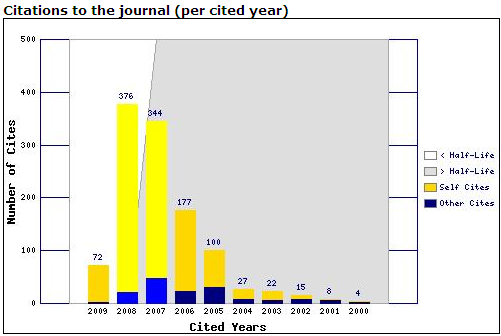 Citations to the journal (per cited year)
500
400
300
200
100
0
Number of Cites
72
376
344
177
100
27
22
15
8
4
2009 2008 2007 2006 2005 2004 2003 2002 2001 2000
Cited Years
< Half-Life
> Half-Life
Self Cites
Other Cites